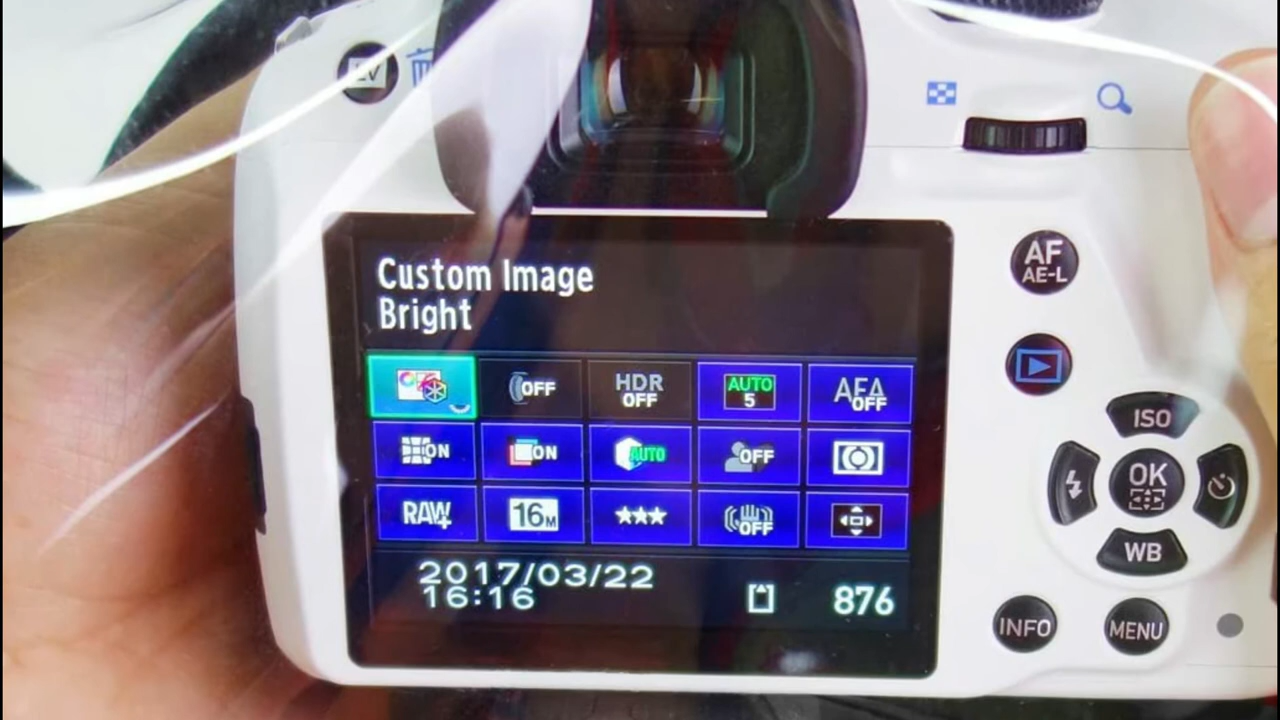 EV
Custom Image
Bright
OFF
HDR
OFF
AUTO
5
AFA
OFF
ON
ON
AUTO
OFF
RAW+
16M
★★★
OFF
2017/03/22
16:16
876
AF
AE-L
ISO
OK
WB
INFO
MENU